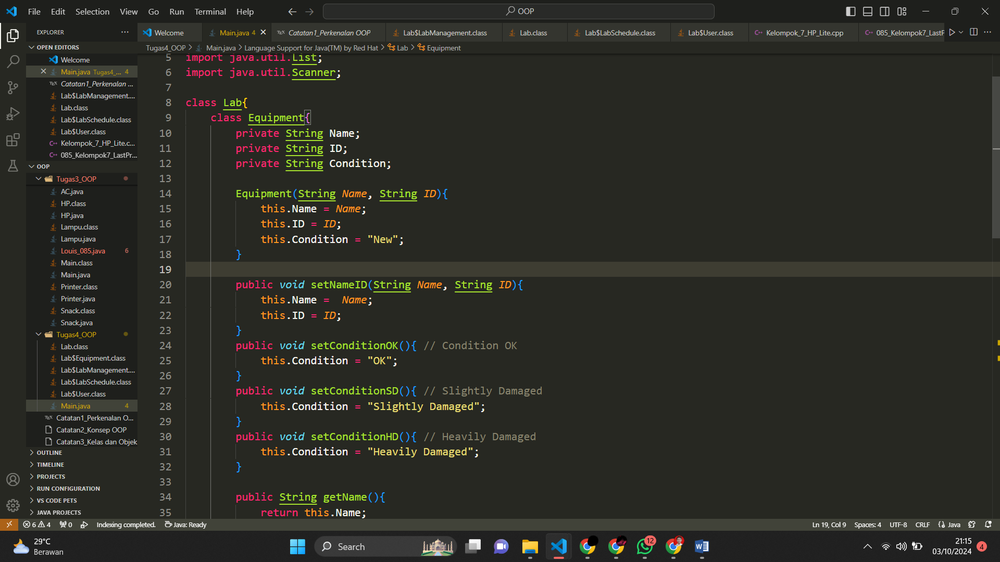 File Edit Selection View Go Run Terminal Help
OOP
EXPLORER
Welcome
Main.java 4
TEX Catatan1_Perkenalan OOP
Lab$LabManagement.class
Lab.class
Lab$LabSchedule.class
Lab$User.class
C++ Kelompok_7_HP_Lite.cpp
C++ 085_Kelompok7_LastP
OPEN EDITORS
Welcome
Main.java Tugas4_... 4
TEX Catatan1_Perkenalan ...
Lab$LabManagement....
Lab.class
Lab$LabSchedule.class
Lab$User.class
C++ Kelompok_7_HP_Lite.c...
C++ 085_Kelompok7_LastPr...
OOP
Tugas3_OOP
AC.java
HP.class
HP.java
Lampu.class
Lampu.java
Louis_085.java 6
Main.class
Main.java
Printer.class
Printer.java
Snack.class
Snack.java
Tugas4_OOP
Lab.class
Lab$Equipment.class
Lab$LabManagement....
Lab$LabSchedule.class
Lab$User.class
Main.java 4
TEX Catatan1_Perkenalan O...
Catatan2_Konsep OOP
Catatan3_Kelas dan Objek
OUTLINE
TIMELINE
PROJECTS
RUN CONFIGURATION
VS CODE PETS
JAVA PROJECTS
Tugas4_OOP > Main.java > Language Support for Java(TM) by Red Hat > Lab > Equipment
5 import java.util.List;
6 import java.util.Scanner;
7
8 class Lab{
9 class Equipment{
10 private String Name;
11 private String ID;
12 private String Condition;
13
14 Equipment(String Name, String ID){
15 this.Name = Name;
16 this.ID = ID;
17 this.Condition = "New";
18 }
19
20 public void setNameID(String Name, String ID){
21 this.Name =  Name;
22 this.ID = ID;
23 }
24 public void setConditionOK(){ // Condition OK
25 this.Condition = "OK";
26 }
27 public void setConditionSD(){ // Slightly Damaged
28 this.Condition = "Slightly Damaged";
29 }
30 public void setConditionHD(){ // Heavily Damaged
31 this.Condition = "Heavily Damaged";
32 }
33
34 public String getName(){
35 return this.Name;
6 4 0 Indexing completed. Java: Ready
Ln 19, Col 9 Spaces: 4 UTF-8 CRLF {} Java
29°C
Berawan
Search
12
21:15
03/10/2024
4